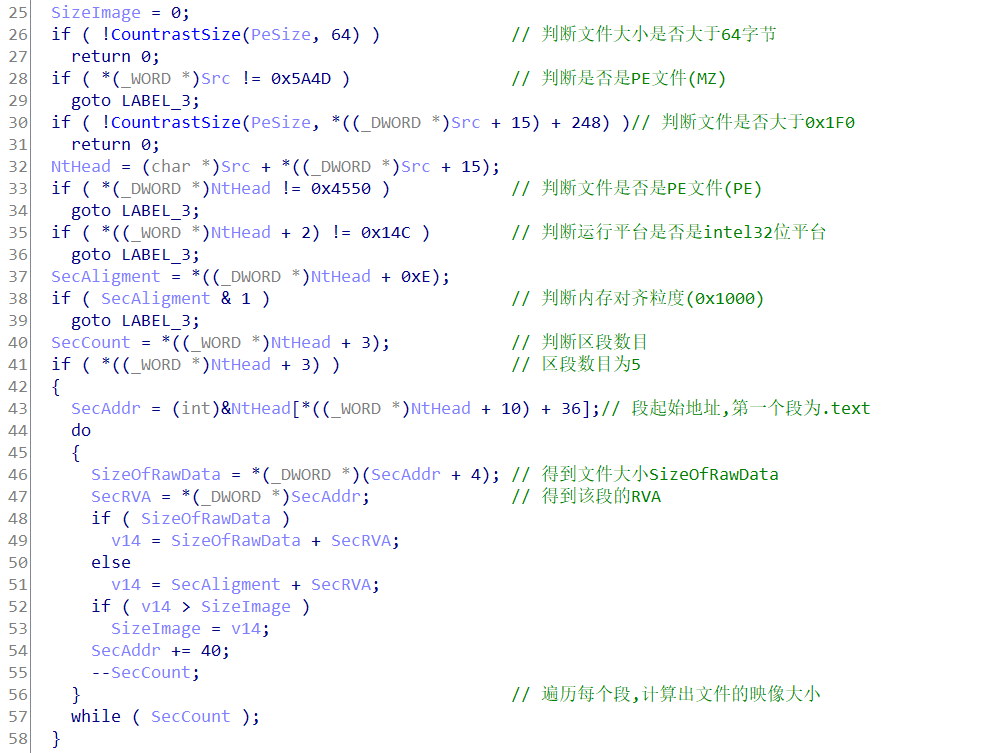 25 SizeImage = 0;
26 if ( !CountrastSize(PeSize, 64) ) // 判断文件大小是否大于64字节
27 return 0;
28 if ( *(_WORD *)Src != 0x5A4D ) // 判断是否是PE文件(MZ)
29 goto LABEL_3;
30 if ( !CountrastSize(PeSize, *((_DWORD *)Src + 15) + 248) )// 判断文件是否大于0x1F0
31 return 0;
32 NtHead = (char *)Src + *((_DWORD *)Src + 15);
33 if ( *(_DWORD *)NtHead != 0x4550 ) // 判断文件是否是PE文件(PE)
34 goto LABEL_3;
35 if ( *((_WORD *)NtHead + 2) != 0x14C ) // 判断运行平台是否是intel32位平台
36 goto LABEL_3;
37 SecAligment = *((_DWORD *)NtHead + 0xE);
38 if ( SecAligment & 1 ) // 判断内存对齐粒度(0x1000)
39 goto LABEL_3;
40 SecCount = *((_WORD *)NtHead + 3); // 判断区段数目
41 if ( *((_WORD *)NtHead + 3) ) // 区段数目为5
42 {
43 SecAddr = (int)&NtHead[*((_WORD *)NtHead + 10) + 36];// 段起始地址,第一个段为.text
44 do
45 {
46 SizeOfRawData = *(_DWORD *)(SecAddr + 4); // 得到文件大小SizeOfRawData
47 SecRVA = *(_DWORD *)SecAddr; // 得到该段的RVA
48 if ( SizeOfRawData )
49 v14 = SizeOfRawData + SecRVA;
50 else
51 v14 = SecAligment + SecRVA;
52 if ( v14 > SizeImage )
53 SizeImage = v14;
54 SecAddr += 40;
55 --SecCount;
56 } // 遍历每个段,计算出文件的映像大小
57 while ( SecCount );
58 }